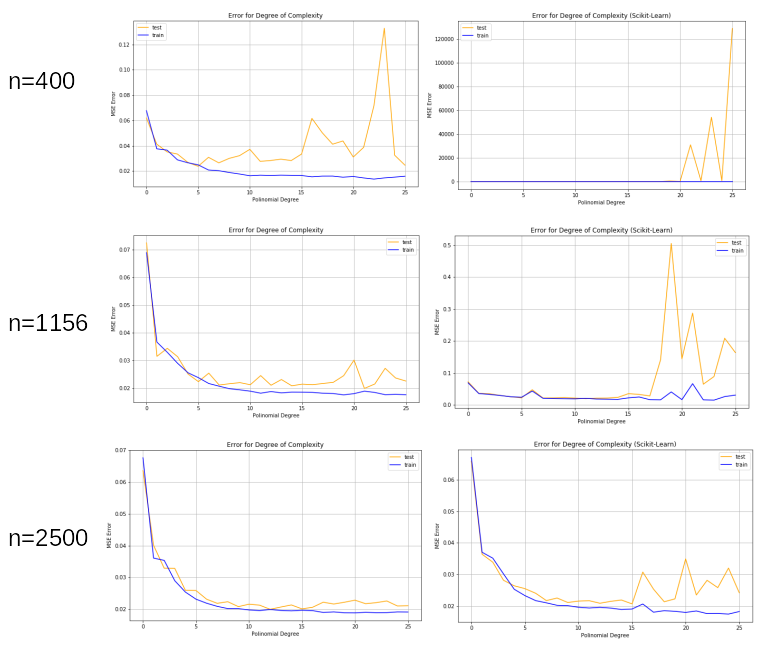 Error for Degree of Complexity
test
train
0.12
0.10
0.08
0.06
0.04
0.02
MSE Error
0 5 10 15 20 25
Polinomial Degree
Error for Degree of Complexity (Scikit-Learn)
test
train
120000
100000
80000
60000
40000
20000
0
MSE Error
0 5 10 15 20 25
Polinomial Degree
n=400
Error for Degree of Complexity
test
train
0.07
0.06
0.05
0.04
0.03
0.02
MSE Error
0 5 10 15 20 25
Polinomial Degree
Error for Degree of Complexity (Scikit-Learn)
test
train
0.5
0.4
0.3
0.2
0.1
0.0
MSE Error
0 5 10 15 20 25
Polinomial Degree
n=1156
Error for Degree of Complexity
test
train
0.07
0.06
0.05
0.04
0.03
0.02
MSE Error
0 5 10 15 20 25
Polinomial Degree
Error for Degree of Complexity (Scikit-Learn)
test
train
0.06
0.05
0.04
0.03
0.02
MSE Error
0 5 10 15 20 25
Polinomial Degree
n=2500